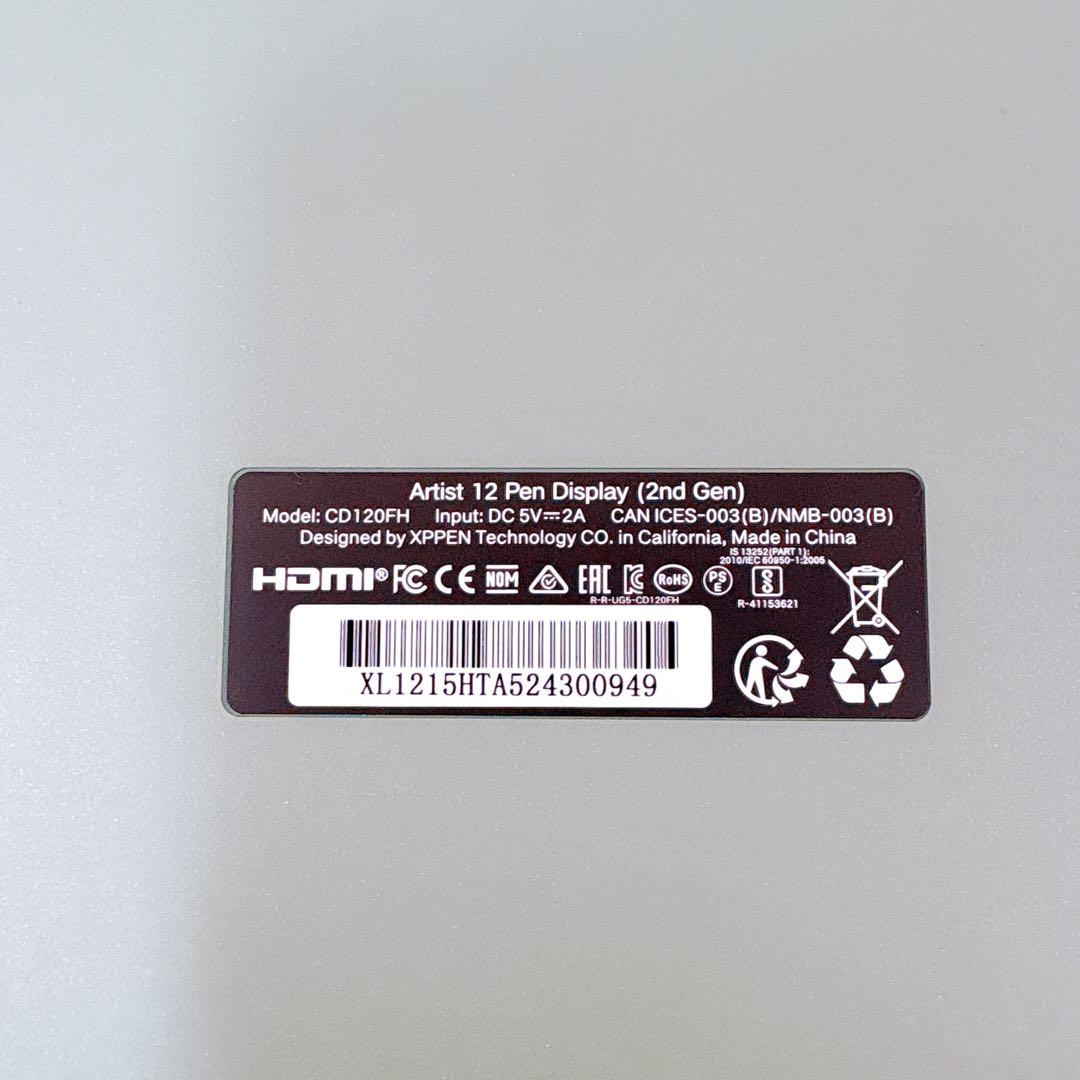 Artist 12 Pen Display (2nd Gen)
Model: CD120FH Input: DC 5V⎓2A CAN ICES-003(B)/NMB-003(B)
Designed by XPPEN Technology CO. in California, Made in China
IS 13252(PART 1):
2010/IEC 60950-1:2005
HDMI® FC CE NOM EAC KC RoHS PSE
R-R-UG5-CD120FH
R-41153621
XL1215HTA524300949